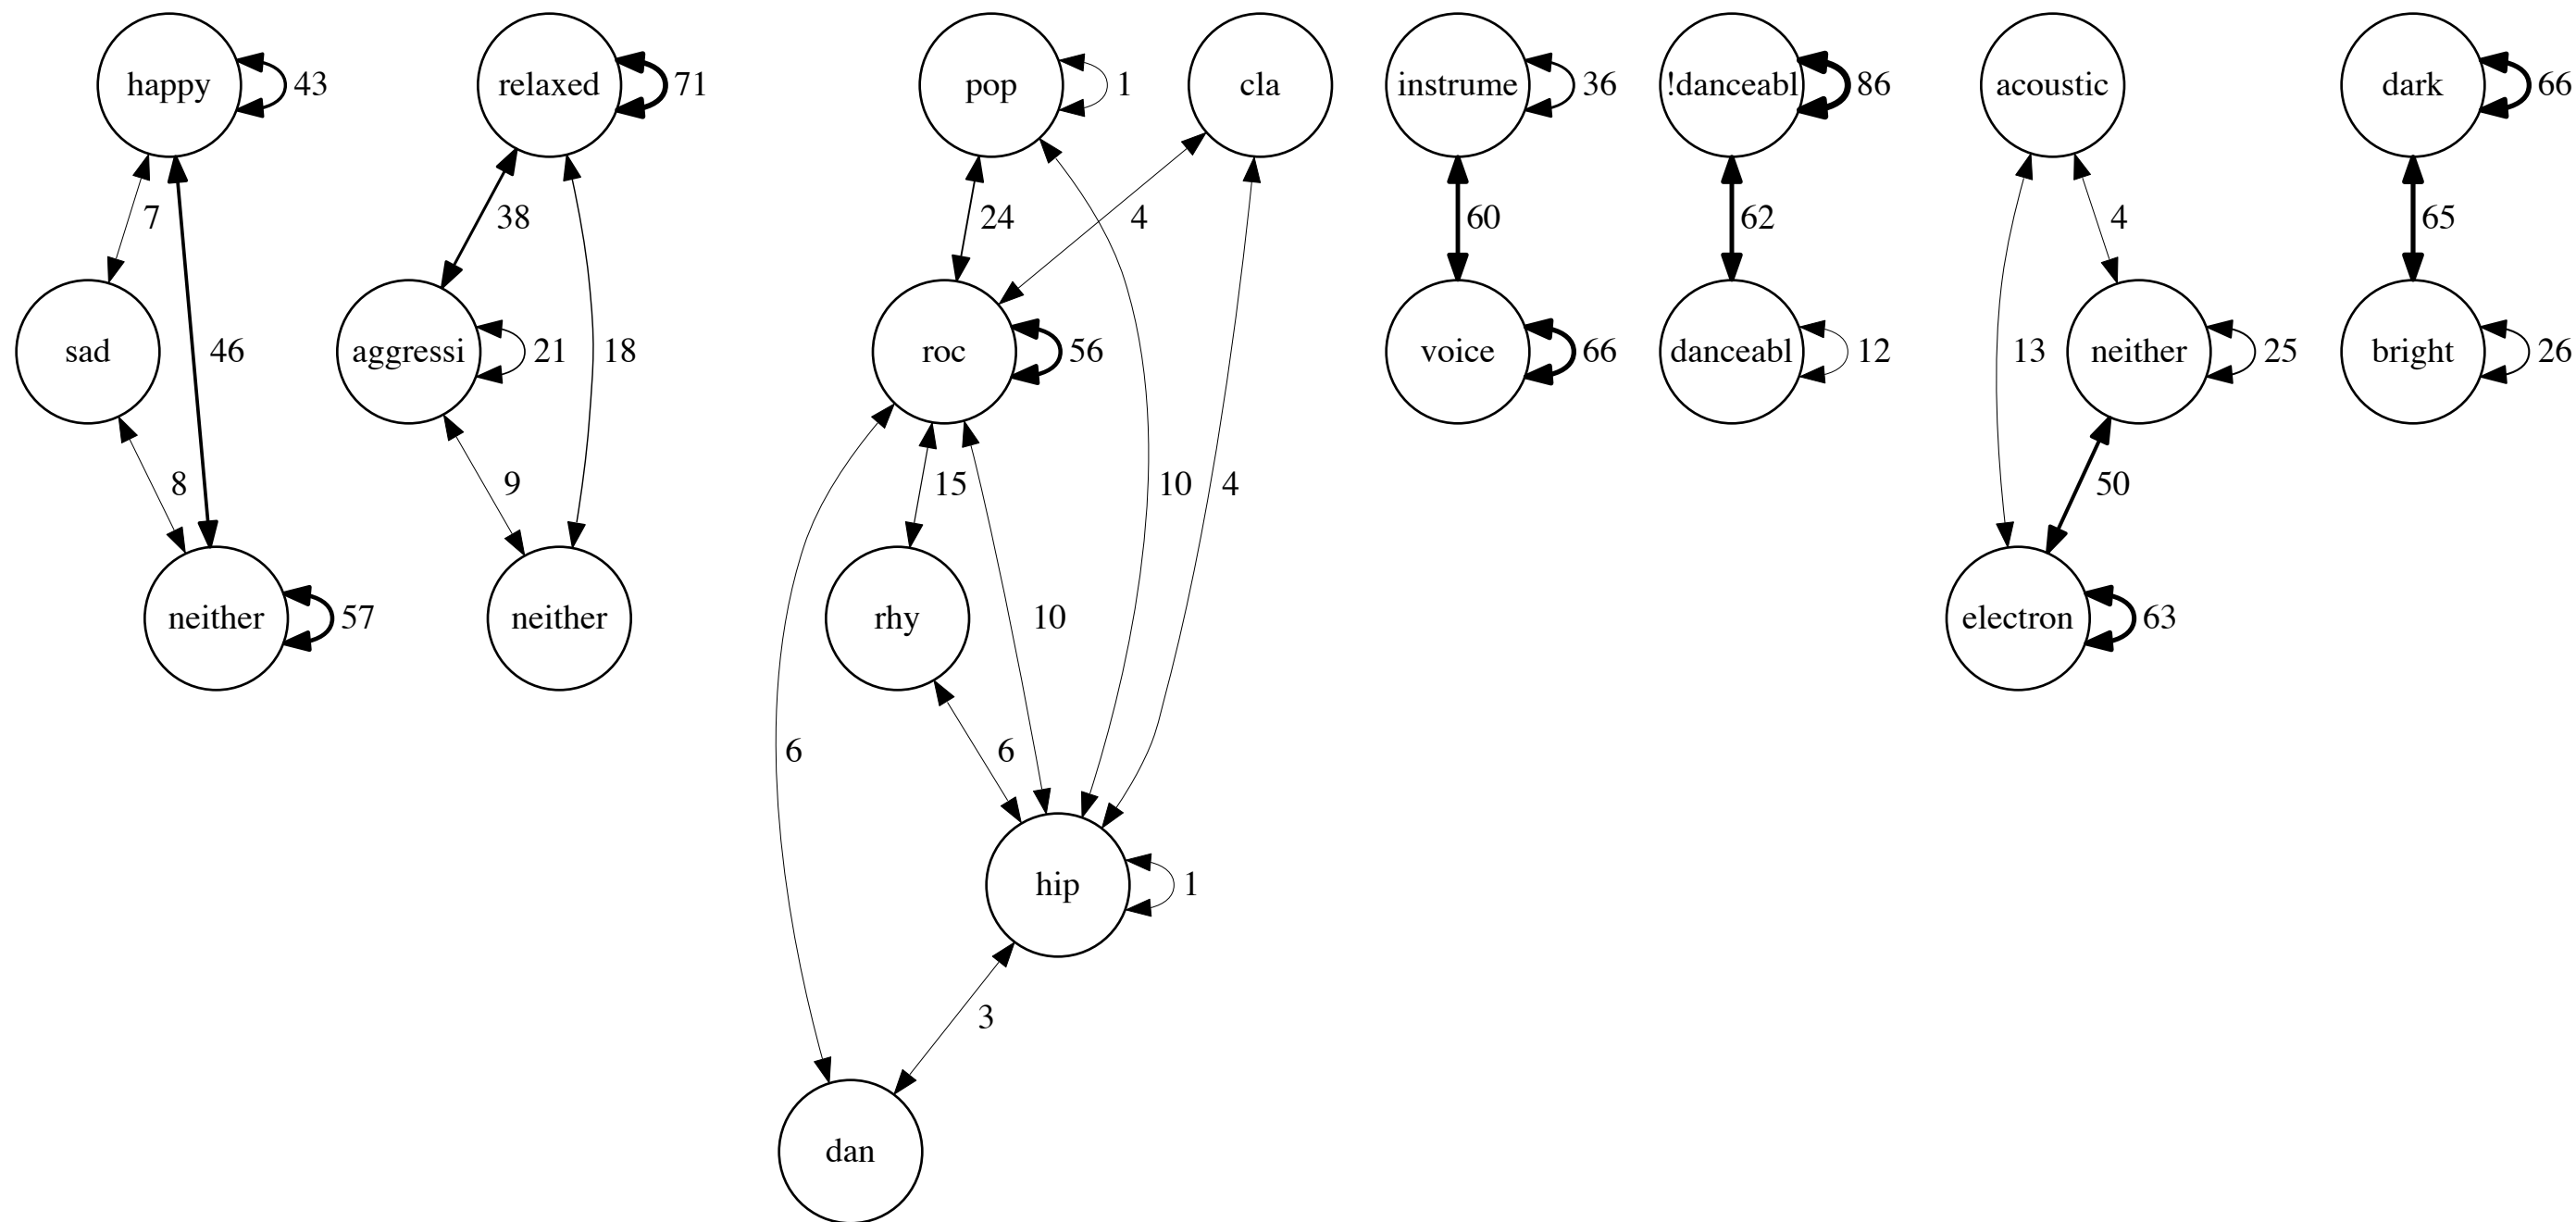 happy 43 relaxed 71 pop 1 cla instrume 36 !danceabl 86 acoustic dark 66
7 38 24 4 60 62 4 65
sad 46 aggressi 21 18 roc 56 voice 66 danceabl 12 13 neither 25 bright 26
8 9 15 10 4 50
neither 57 neither rhy 10 electron 63
6 6
hip 1
3
dan